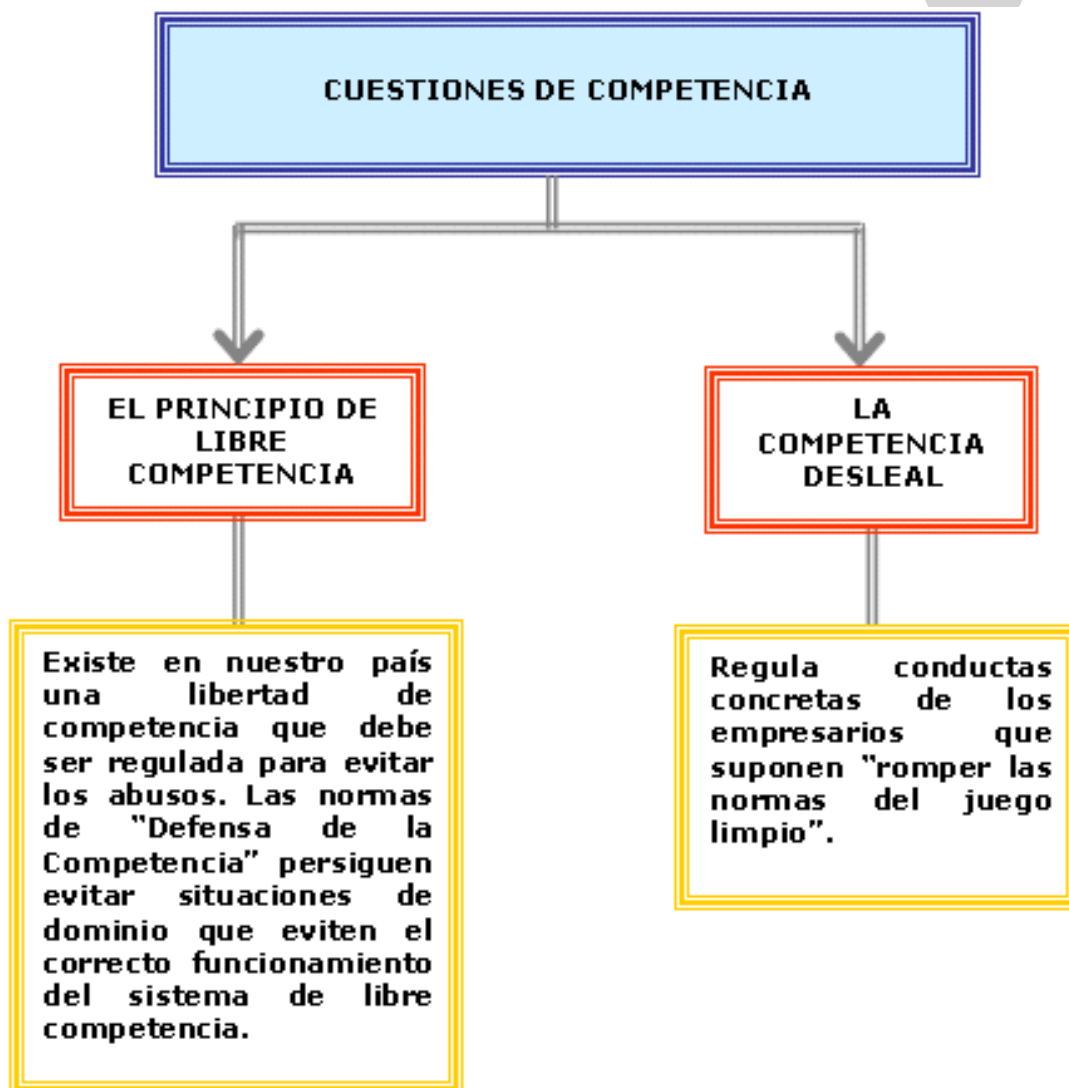 CUESTIONES DE COMPETENCIA
EL PRINCIPIO DE
LIBRE
COMPETENCIA
LA
COMPETENCIA
DESLEAL
Existe en nuestro país
una libertad de
competencia que debe
ser regulada para evitar
los abusos. Las normas
de "Defensa de la
Competencia" persiguen
evitar situaciones de
dominio que eviten el
correcto funcionamiento
del sistema de libre
competencia.
Regula conductas
concretas de los
empresarios que
suponen "romper las
normas del juego
limpio".